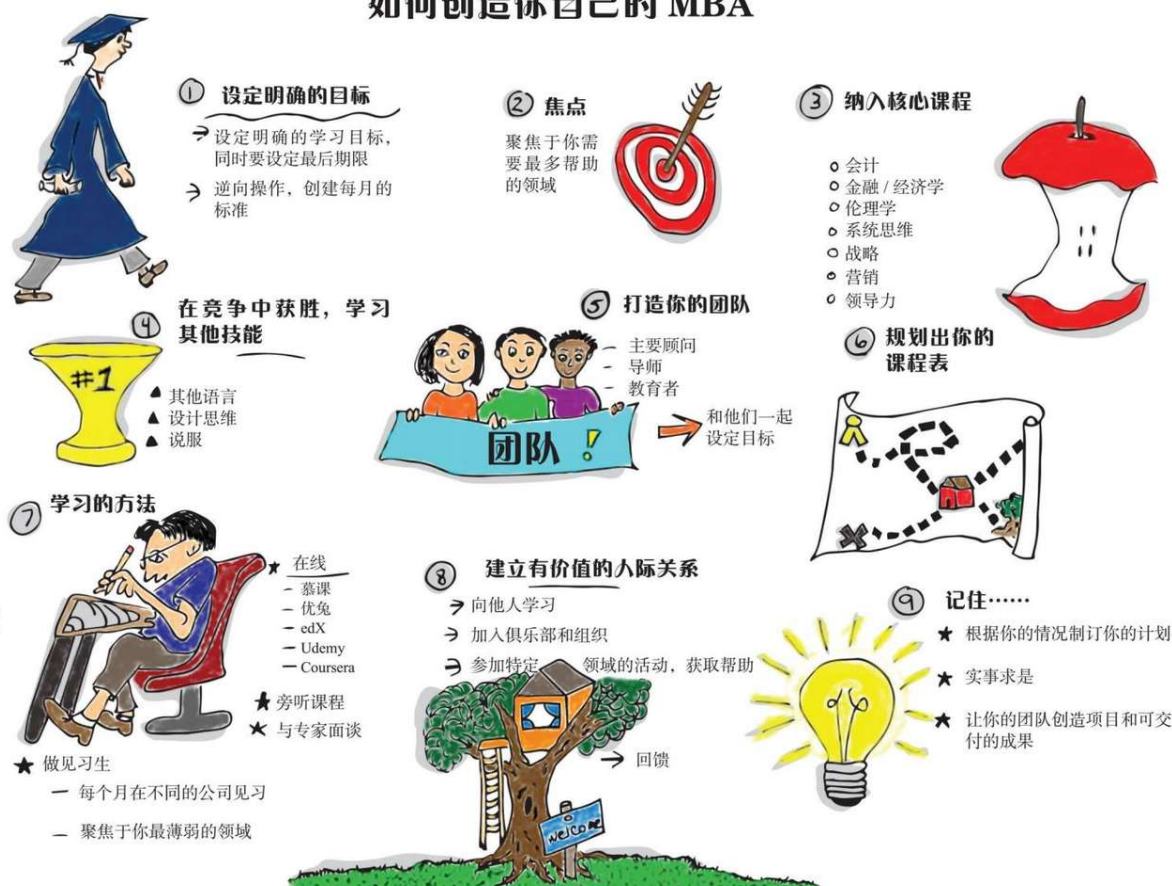 如何创造你自己的 MBA
① 设定明确的目标
设定明确的学习目标，
同时要设定最后期限
逆向操作，创建每月的
标准
② 焦点
聚焦于你需
要最多帮助
的领域
③ 纳入核心课程
会计
金融 / 经济学
伦理学
系统思维
战略
营销
领导力
④ 在竞争中获胜，学习
其他技能
#1
其他语言
设计思维
说服
⑤ 打造你的团队
主要顾问
导师
教育者
和他们一起
设定目标
团队！
⑥ 规划出你的
课程表
⑦ 学习的方法
在线
慕课
优兔
edX
Udemy
Coursera
旁听课程
与专家面谈
做见习生
每个月在不同的公司见习
聚焦于你最薄弱的领域
⑧ 建立有价值的人际关系
向他人学习
加入俱乐部和组织
参加特定 领域的活动，获取帮助
回馈
welcome
⑨ 记住……
根据你的情况制订你的计划
实事求是
让你的团队创造项目和可交
付的成果